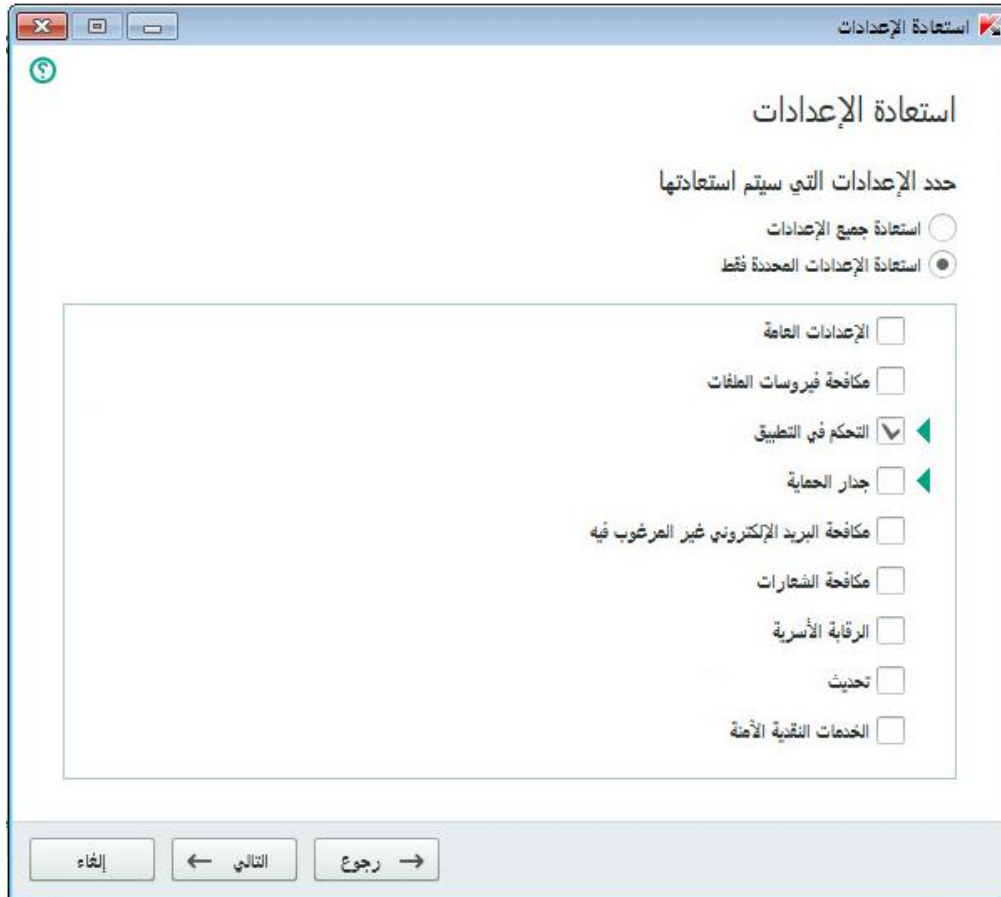 استعادة الإعدادات
استعادة الإعدادات
حدد الإعدادات التي سيتم استعادتها
استعادة جميع الإعدادات
استعادة الإعدادات المحددة فقط
الإعدادات العامة
مكافحة فيروسات الملفات
التحكم في التطبيق
جدار الحماية
مكافحة البريد الإلكتروني غير المرغوب فيه
مكافحة الشعارات
الرقابة الأسرية
تحديث
الخدمات النقدية الآمنة
رجوع
التالي
إلغاء